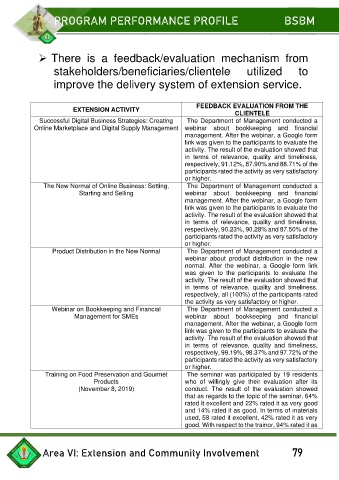 PROGRAM PERFORMANCE PROFILE BSBM
➢ There is a feedback/evaluation mechanism from
stakeholders/beneficiaries/clientele utilized to
improve the delivery system of extension service.
EXTENSION ACTIVITY
FEEDBACK EVALUATION FROM THE
CLIENTELE
Successful Digital Business Strategies: Creating
Online Marketplace and Digital Supply Management
The Department of Management conducted a
webinar about bookkeeping and financial
management. After the webinar, a Google form
link was given to the participants to evaluate the
activity. The result of the evaluation showed that
in terms of relevance, quality and timeliness,
respectively, 91.12%, 87.90% and 88.71% of the
participants rated the activity as very satisfactory
or higher.
The New Normal of Online Business: Setting,
Starting and Selling
The Department of Management conducted a
webinar about bookkeeping and financial
management. After the webinar, a Google form
link was given to the participants to evaluate the
activity. The result of the evaluation showed that
in terms of relevance, quality and timeliness,
respectively, 90.23%, 90.28% and 87.50% of the
participants rated the activity as very satisfactory
or higher.
Product Distribution in the New Normal
The Department of Management conducted a
webinar about product distribution in the new
normal. After the webinar, a Google form link
was given to the participants to evaluate the
activity. The result of the evaluation showed that
in terms of relevance, quality and timeliness,
respectively, all (100%) of the participants rated
the activity as very satisfactory or higher.
Webinar on Bookkeeping and Financial
Management for SMEs
The Department of Management conducted a
webinar about bookkeeping and financial
management. After the webinar, a Google form
link was given to the participants to evaluate the
activity. The result of the evaluation showed that
in terms of relevance, quality and timeliness,
respectively, 99.19%, 98.37% and 97.72% of the
participants rated the activity as very satisfactory
or higher.
Training on Food Preservation and Gourmet
Products
(November 8, 2019)
The seminar was participated by 19 residents
who of willingly give their evaluation after its
conduct. The result of the evaluation showed
that as regards to the topic of the seminar, 64%
rated it excellent and 22% rated it as very good
and 14% rated it as good. In terms of materials
used, 58 rated it excellent, 42% rated it as very
good. With respect to the trainor, 94% rated it as
Area VI: Extension and Community Involvement 79